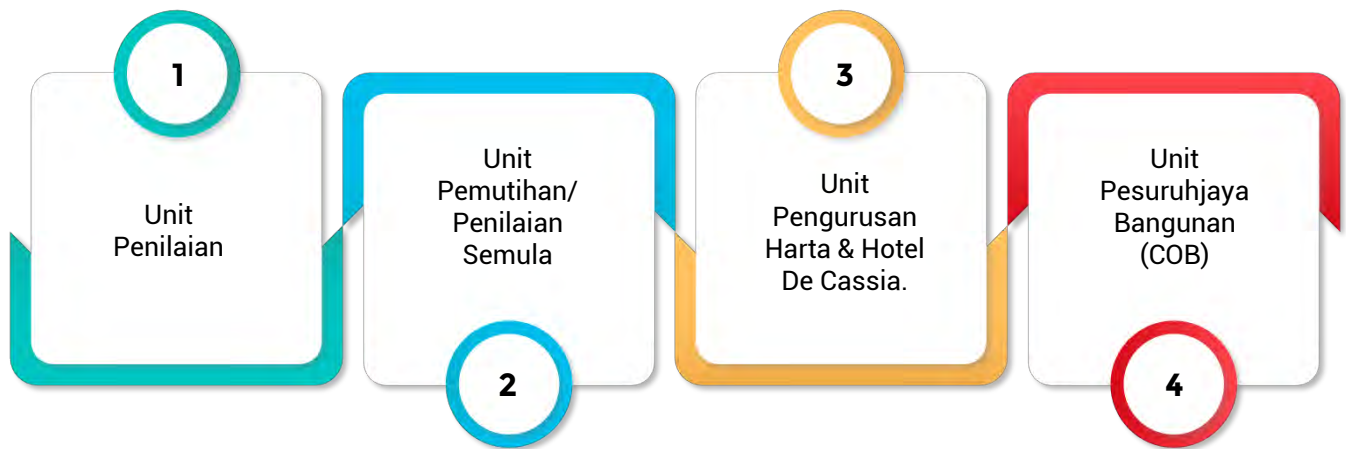 1
Unit
Penilaian
Unit
Pemutihan/
Penilaian
Semula
2
3
Unit
Pengurusan
Harta & Hotel
De Cassia.
Unit
Pesuruhjaya
Bangunan
(COB)
4